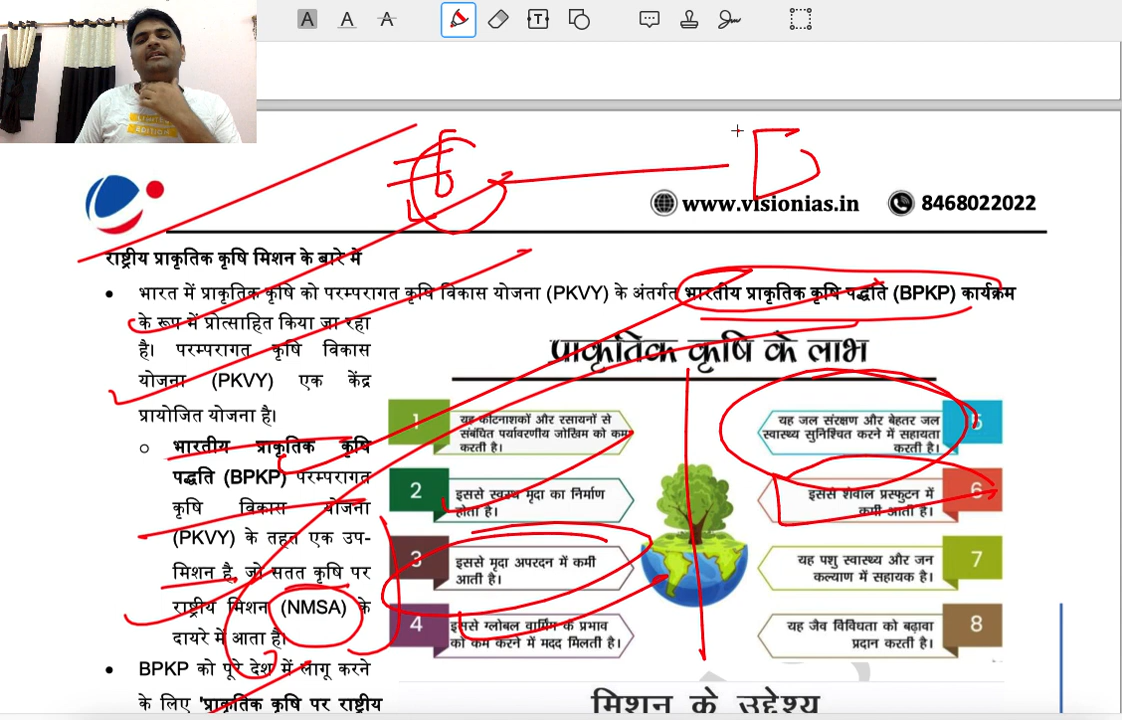 A A A T
LIMITED
EDITION
www.visionias.in 8468022022
राष्ट्रीय प्राकृतिक कृषि मिशन के बारे में
• भारत में प्राकृतिक कृषि को परम्परागत कृषि विकास योजना (PKVY) के अंतर्गत भारतीय प्राकृतिक कृषि पद्धति (BPKP) कार्यक्रम
के रूप में प्रोत्साहित किया जा रहा
है। परम्परागत कृषि विकास
योजना (PKVY) एक केंद्र
प्रायोजित योजना है।
○ भारतीय प्राकृतिक कृषि
पद्धति (BPKP) परम्परागत
कृषि विकास योजना
(PKVY) के तहत एक उप-
मिशन है, जो सतत कृषि पर
राष्ट्रीय मिशन (NMSA) के
दायरे में आता है।
• BPKP को पूरे देश में लागू करने
के लिए 'प्राकृतिक कृषि पर राष्ट्रीय
प्राकृतिक कृषि के लाभ
1
यह कीटनाशकों और रसायनों से
संबंधित पर्यावरणीय जोखिम को कम
करती है।
2
इससे स्वस्थ मृदा का निर्माण
होता है।
3
इससे मृदा अपरदन में कमी
आती है।
4
इससे ग्लोबल वार्मिंग के प्रभाव
को कम करने में मदद मिलती है।
5
यह जल संरक्षण और बेहतर जल
स्वास्थ्य सुनिश्चित करने में सहायता
करती है।
6
इससे शैवाल प्रस्फुटन में
कमी आती है।
7
यह पशु स्वास्थ्य और जन
कल्याण में सहायक है।
8
यह जैव विविधता को बढ़ावा
प्रदान करती है।
मिशन के उद्देश्य